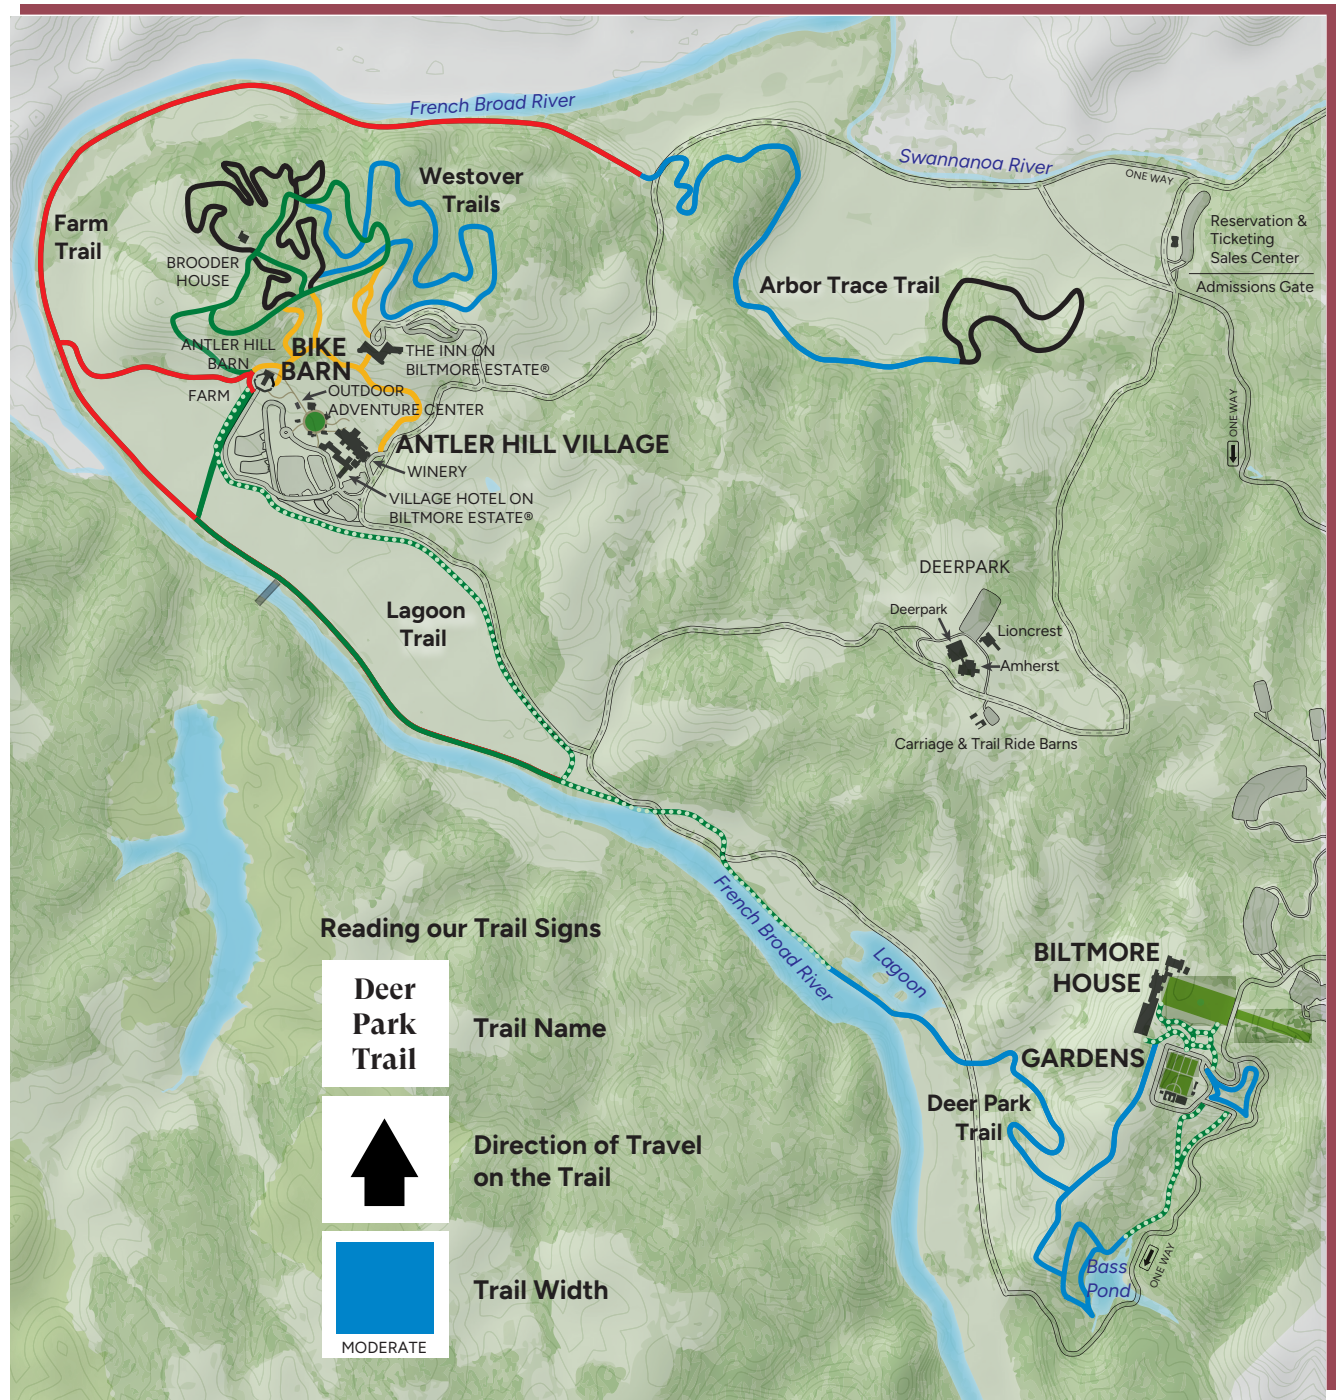 French Broad River
Swannanoa River
ONE WAY
Westover
Trails
Farm
Trail
BROODER
HOUSE
Reservation &
Ticketing
Sales Center
Admissions Gate
Arbor Trace Trail
ANTLER HILL
BARN
BIKE
BARN
THE INN ON
BILTMORE ESTATE®
FARM
OUTDOOR
ADVENTURE CENTER
ONE WAY
ANTLER HILL VILLAGE
WINERY
VILLAGE HOTEL ON
BILTMORE ESTATE®
DEERPARK
Deerpark
Lioncrest
Amherst
Carriage & Trail Ride Barns
Lagoon
Trail
French Broad River
Lagoon
Reading our Trail Signs
Deer
Park
Trail
Trail Name
Direction of Travel
on the Trail
Trail Width
MODERATE
BILTMORE
HOUSE
GARDENS
Deer Park
Trail
Bass
Pond
ONE WAY